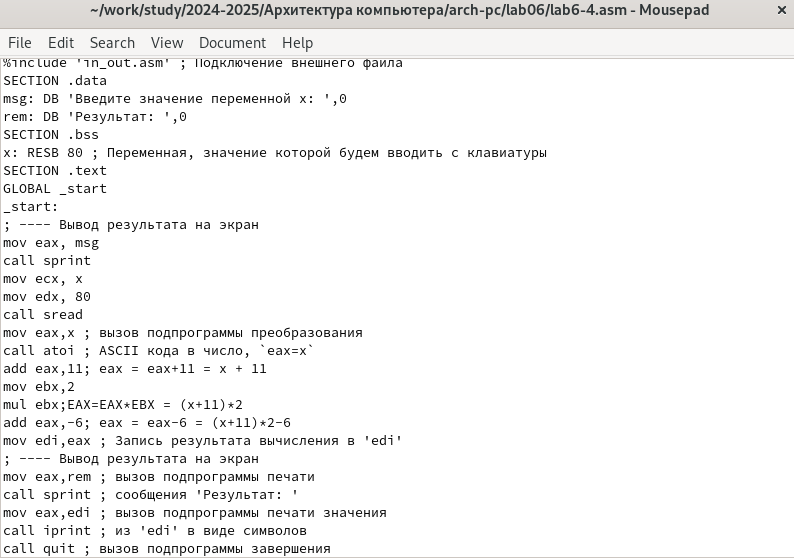 ~/work/study/2024-2025/Архитектура компьютера/arch-pc/lab06/lab6-4.asm - Mousepad
File Edit Search View Document Help
%include 'in_out.asm' ; Подключение внешнего файла
SECTION .data
msg: DB 'Введите значение переменной x: ',0
rem: DB 'Результат: ',0
SECTION .bss
x: RESB 80 ; Переменная, значение которой будем вводить с клавиатуры
SECTION .text
GLOBAL _start
_start:
; ---- Вывод результата на экран
mov eax, msg
call sprint
mov ecx, x
mov edx, 80
call sread
mov eax,x ; вызов подпрограммы преобразования
call atoi ; ASCII кода в число, `eax=x`
add eax,11; eax = eax+11 = x + 11
mov ebx,2
mul ebx;EAX=EAX*EBX = (x+11)*2
add eax,-6; eax = eax-6 = (x+11)*2-6
mov edi,eax ; Запись результата вычисления в 'edi'
; ---- Вывод результата на экран
mov eax,rem ; вызов подпрограммы печати
call sprint ; сообщения 'Результат: '
mov eax,edi ; вызов подпрограммы печати значения
call iprint ; из 'edi' в виде символов
call quit ; вызов подпрограммы завершения